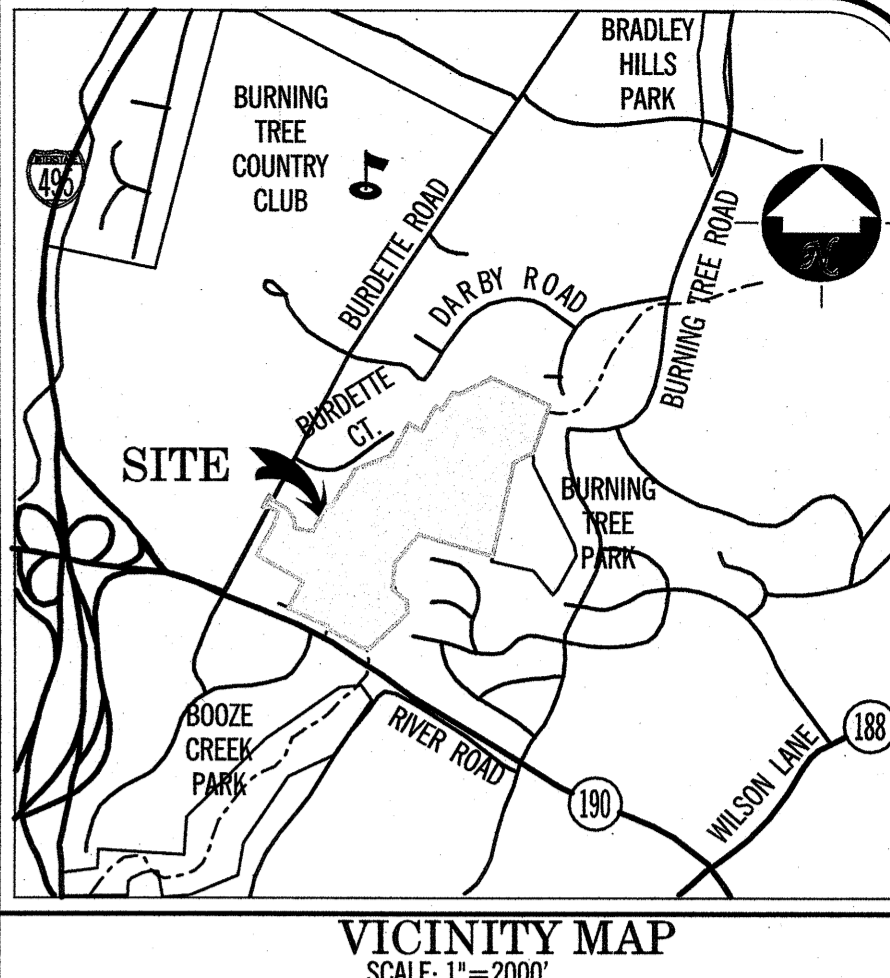 BRADLEY
HILLS
PARK
BURNING
TREE
COUNTRY
CLUB
INTERSTATE
495
BURDETTE ROAD
DARBY ROAD
BURNING TREE ROAD
N
BURDETTE
CT.
SITE
BURNING
TREE
PARK
BOOZE
CREEK
PARK
RIVER ROAD
190
WILSON LANE
188
VICINITY MAP
SCALE: 1"=2000'